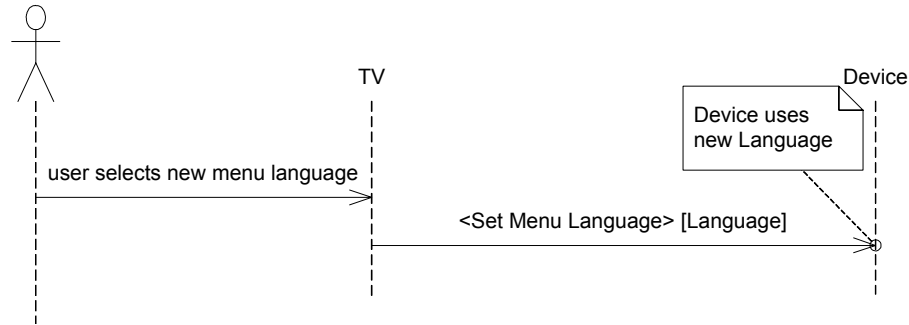 TV
Device
Device uses
new Language
user selects new menu language
<Set Menu Language> [Language]